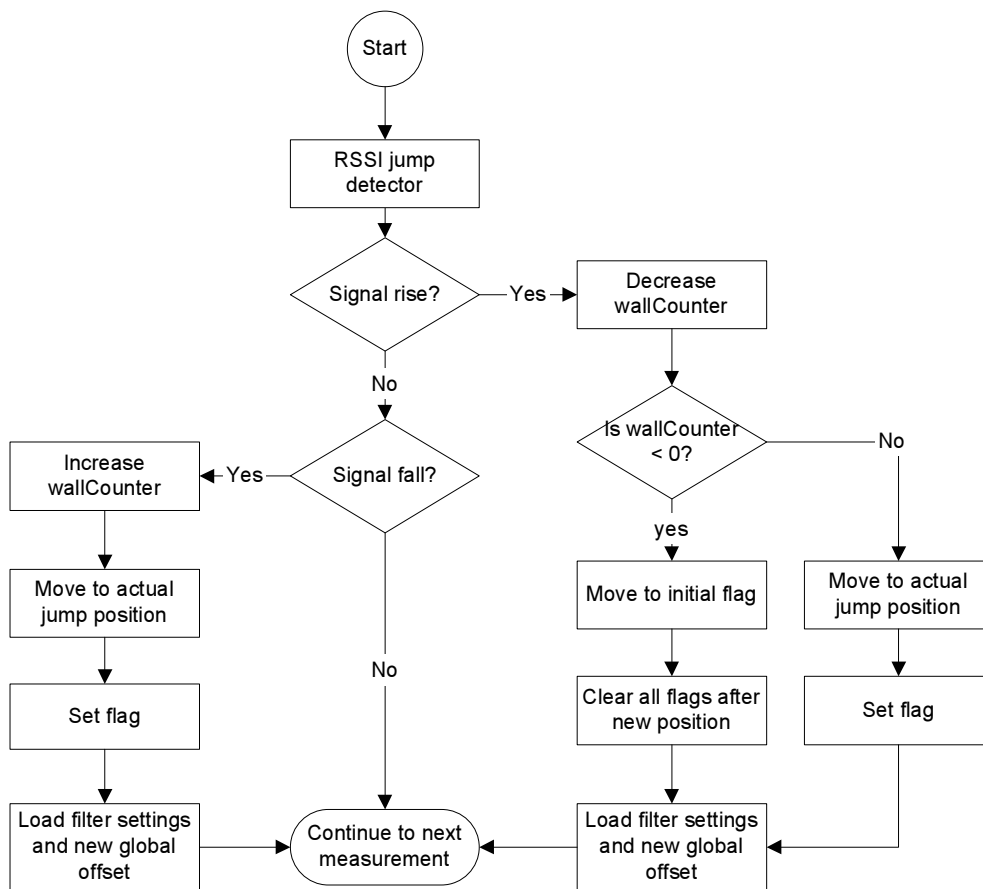 Start
RSSI jump
detector
Signal rise?
Yes
Decrease
wallCounter
No
Is wallCounter
< 0?
No
Increase
wallCounter
Yes
Signal fall?
yes
Move to actual
jump position
Move to initial flag
Move to actual
jump position
No
Set flag
Clear all flags after
new position
Set flag
Load filter settings
and new global
offset
Continue to next
measurement
Load filter settings
and new global
offset